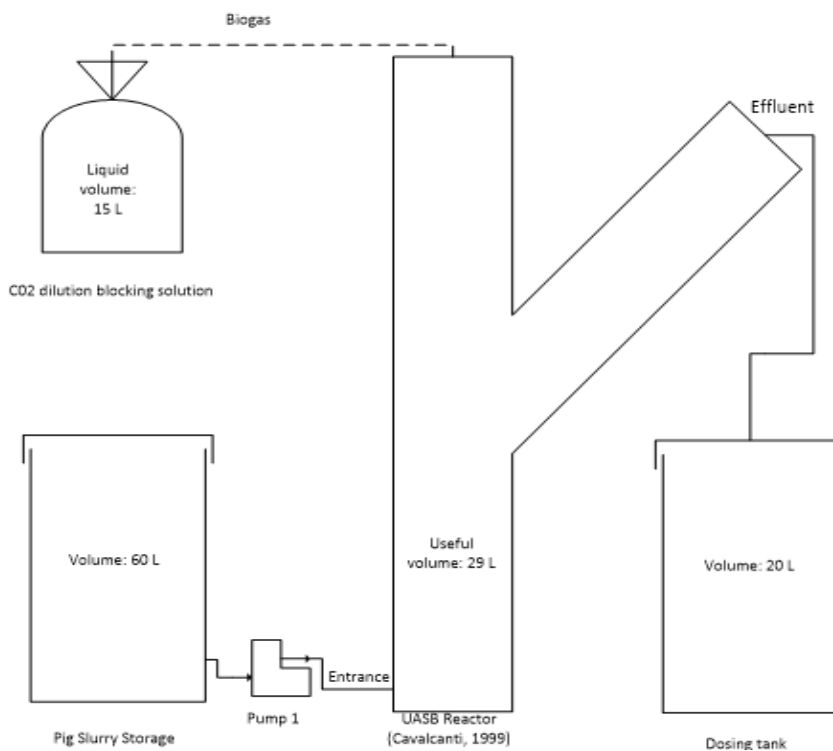 Biogas
Effluent
Liquid
volume:
15 L
C02 dilution blocking solution
Volume: 60 L
Useful
volume: 29 L
Volume: 20 L
Entrance
Pump 1
Pig Slurry Storage
UASB Reactor
(Cavalcanti, 1999)
Dosing tank